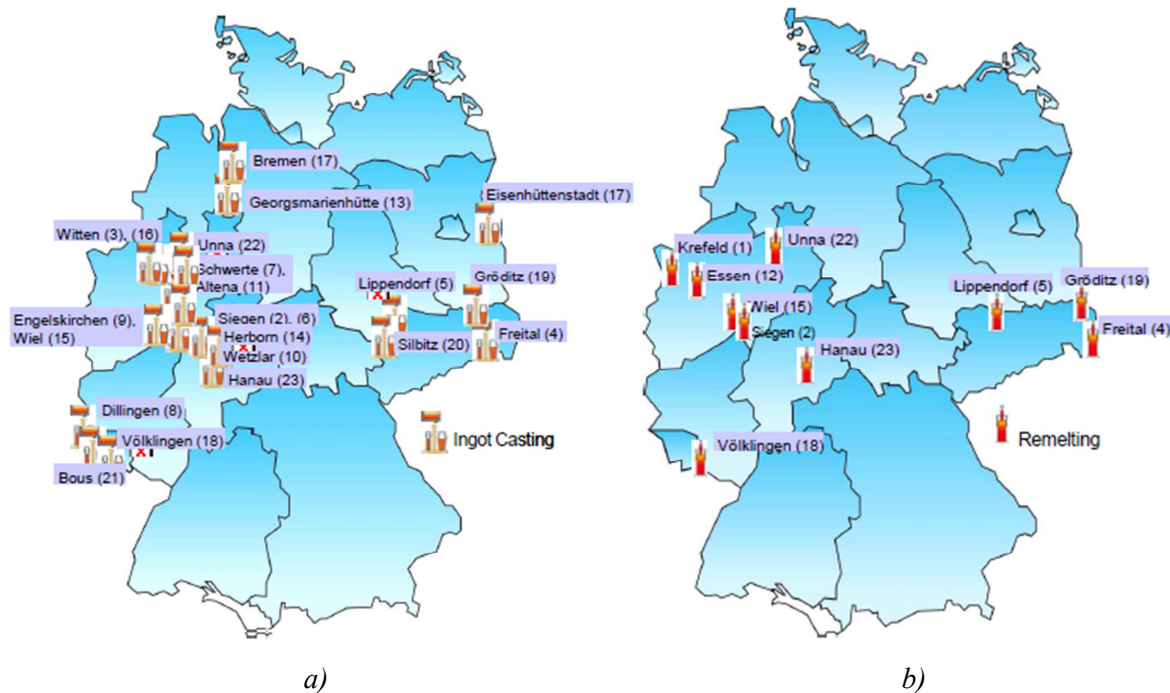 Bremen (17)
Georgsmarienhütte (13)
Eisenhüttenstadt (17)
Witten (3), (16)
Unna (22)
Schwerte (7),
Altena (11)
Lippendorf (5)
Gröditz (19)
Engelskirchen (9),
Wiel (15)
Siegen (2), (6)
Herborn (14)
Wetzlar (10)
Hanau (23)
Silbitz (20)
Freital (4)
Dillingen (8)
Völklingen (18)
Bous (21)
Ingot Casting
a)
Krefeld (1)
Unna (22)
Essen (12)
Wiel (15)
Siegen (2)
Lippendorf (5)
Gröditz (19)
Freital (4)
Hanau (23)
Völklingen (18)
Remelting
b)